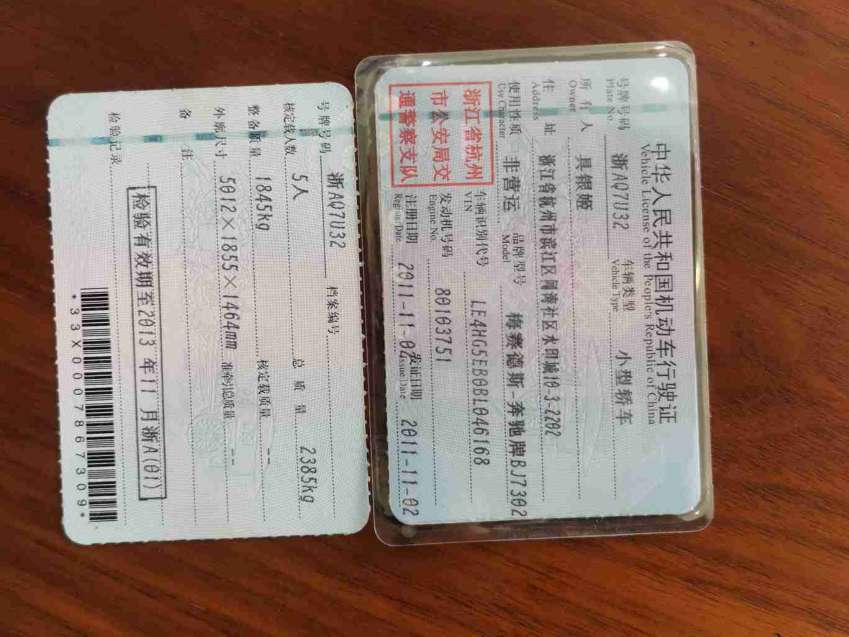 中华人民共和国机动车行驶证
Vehicle License of the People's Republic of China
号牌号码 浙AQ7U32 车辆类型 小型轿车
Plate No. Vehicle Type
所有人 具银姬
Owner
住址 浙江省杭州市滨江区闻涛社区水印城10-3-2202
Address
使用性质 非营运 品牌型号 梅赛德斯-奔驰牌BJ7302
Use Character Model
浙江省杭州
市公安局交
通警察支队
车辆识别代号 LE4HG5EB0BL046168
VIN
发动机号码 80103751
Engine No.
注册日期 2011-11-02 发证日期 2011-11-02
Register Date Issue Date
号牌号码 浙AQ7U32 档案编号
核定载人数 5人 总质量 2385kg
整备质量 1845kg 核定载质量 --
外廓尺寸 5012×1855×1464mm 准牵引总质量 --
备注
检验记录 检验有效期至2013年11月浙A(01)
*33X0007867309*